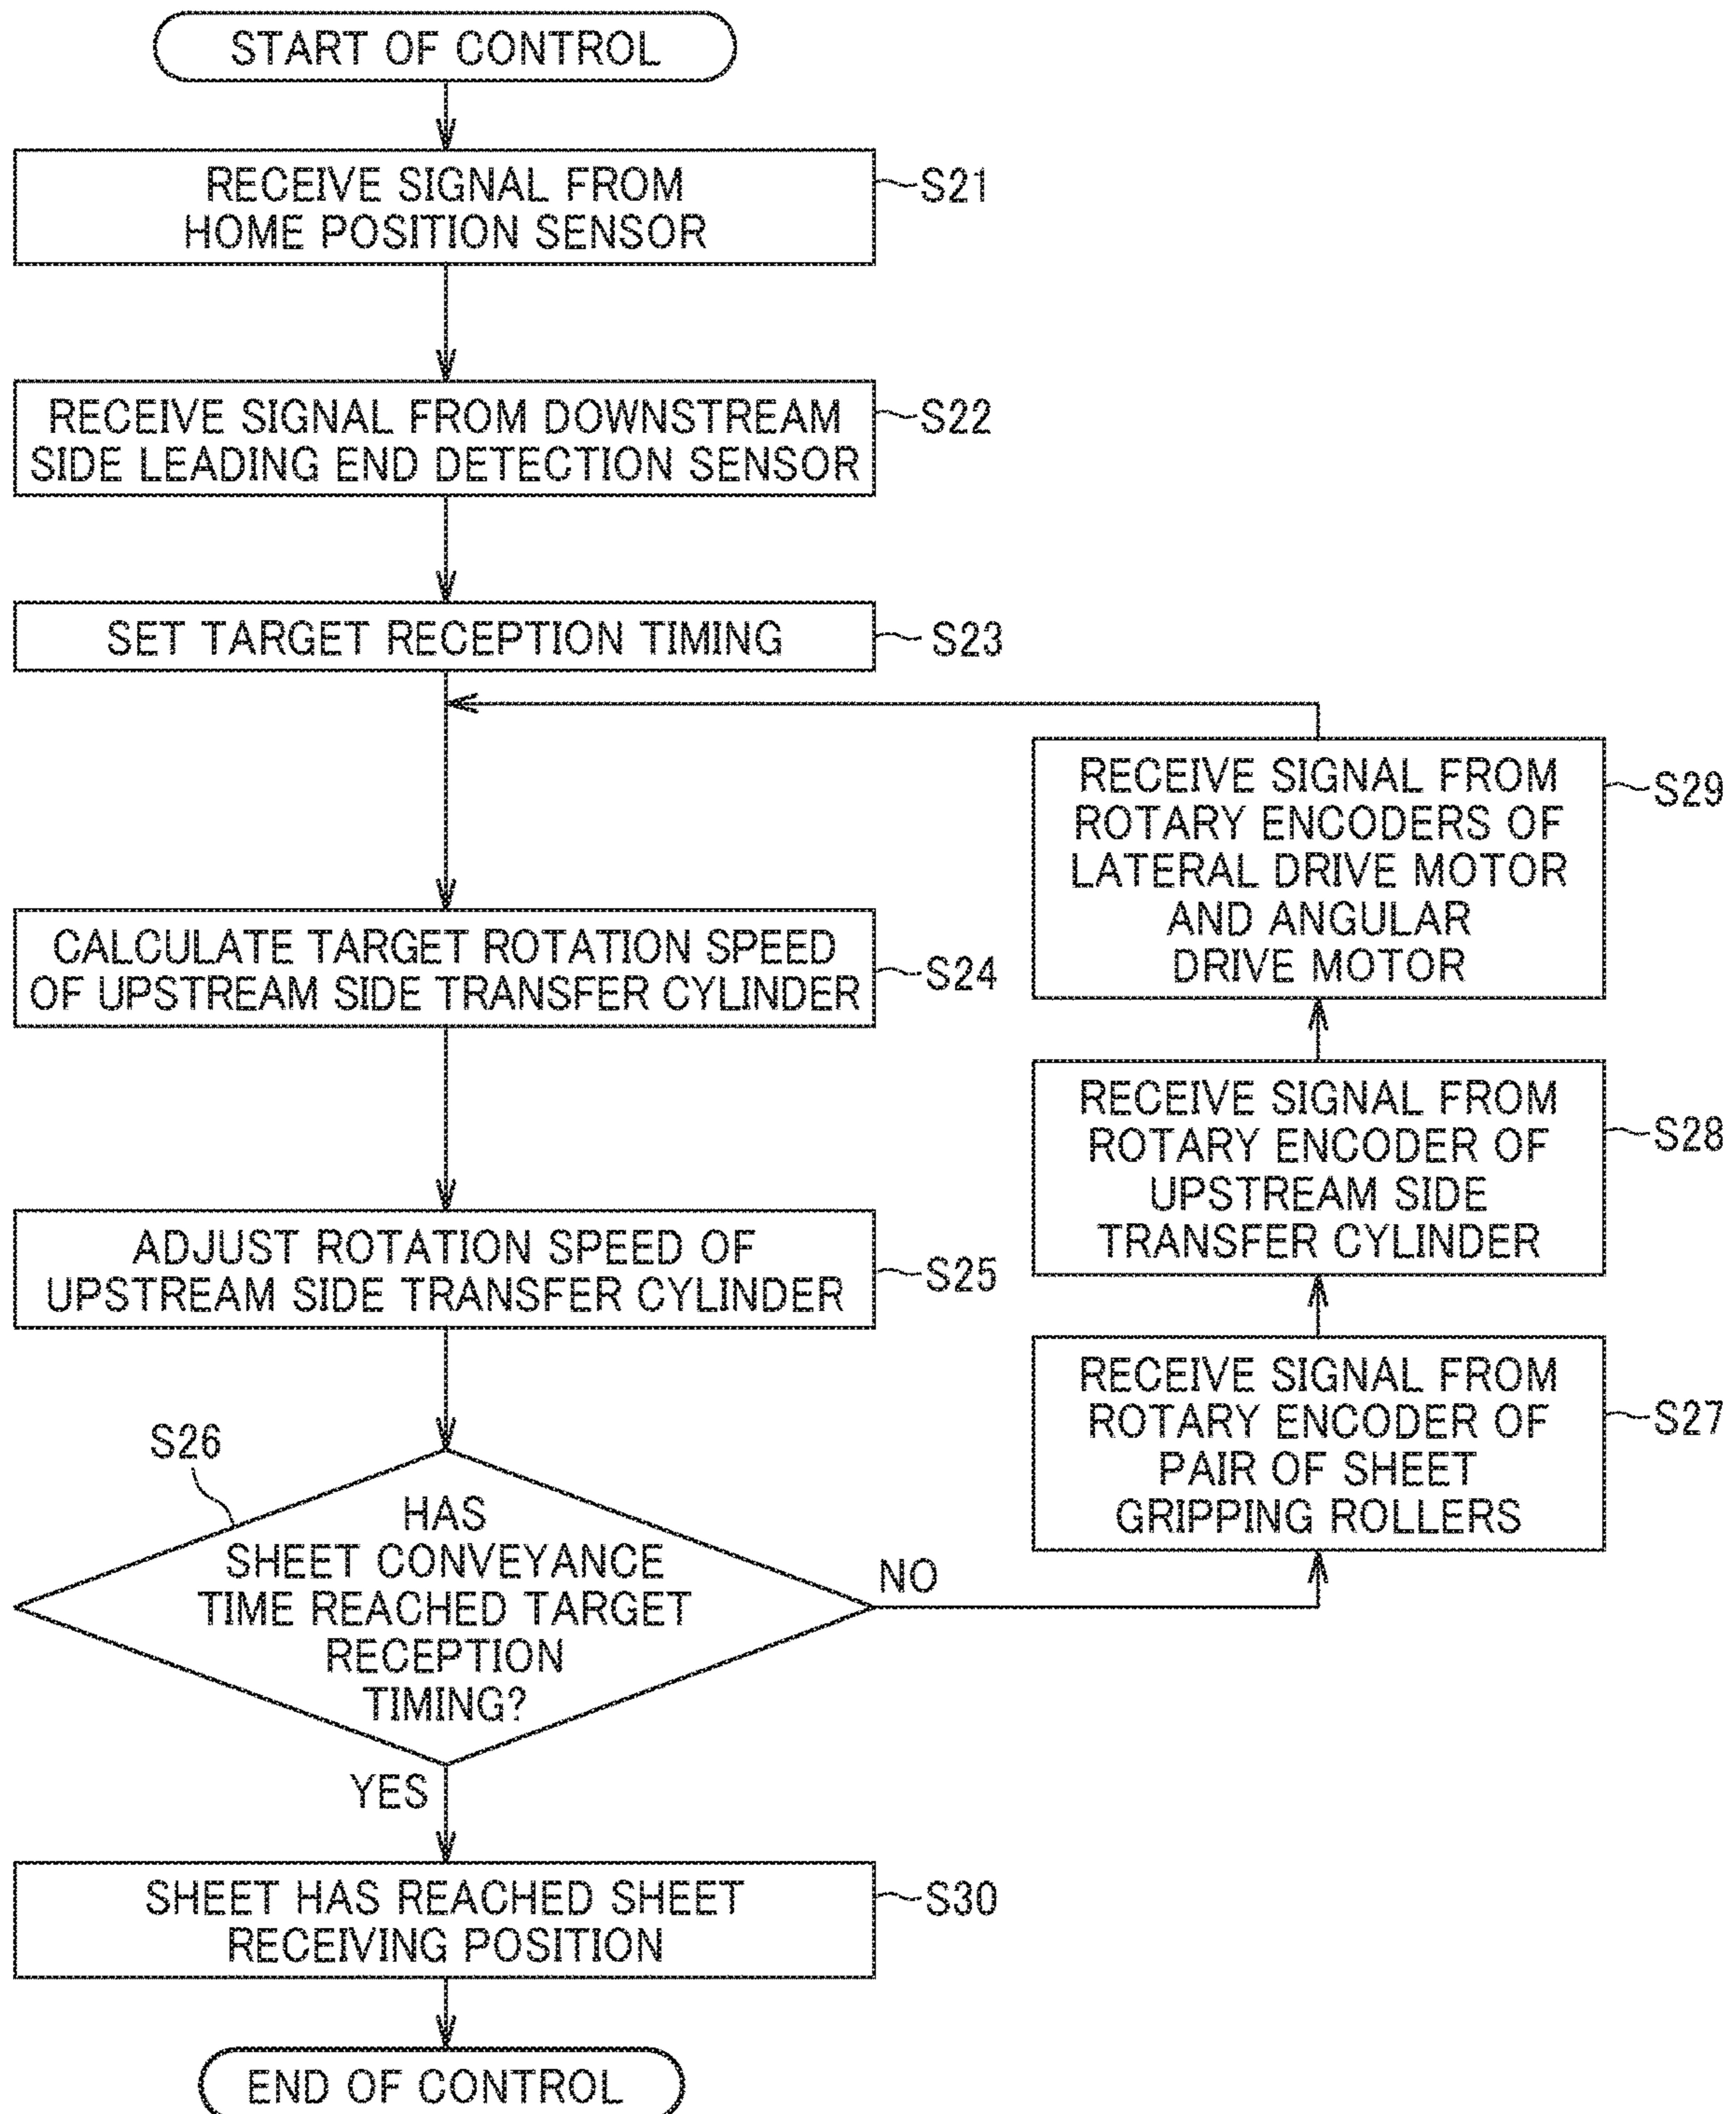 START OF CONTROL
RECEIVE SIGNAL FROM
HOME POSITION SENSOR
S21
RECEIVE SIGNAL FROM DOWNSTREAM
SIDE LEADING END DETECTION SENSOR
S22
SET TARGET RECEPTION TIMING
S23
CALCULATE TARGET ROTATION SPEED
OF UPSTREAM SIDE TRANSFER CYLINDER
S24
ADJUST ROTATION SPEED OF
UPSTREAM SIDE TRANSFER CYLINDER
S25
S26
HAS
SHEET CONVEYANCE
TIME REACHED TARGET
RECEPTION
TIMING?
NO
RECEIVE SIGNAL FROM
ROTARY ENCODER OF
PAIR OF SHEET
GRIPPING ROLLERS
S27
RECEIVE SIGNAL FROM
ROTARY ENCODER OF
UPSTREAM SIDE
TRANSFER CYLINDER
S28
RECEIVE SIGNAL FROM
ROTARY ENCODERS OF
LATERAL DRIVE MOTOR
AND ANGULAR
DRIVE MOTOR
S29
YES
SHEET HAS REACHED SHEET
RECEIVING POSITION
S30
END OF CONTROL